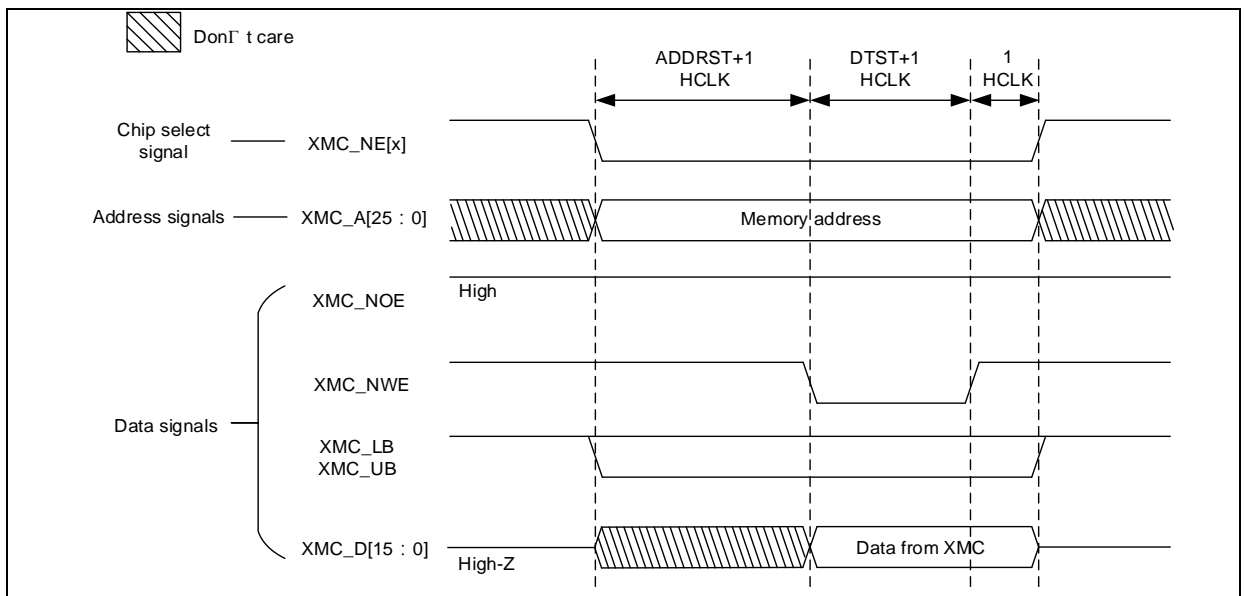 DonΓ t care
ADDRST+1
HCLK
DTST+1
HCLK
1
HCLK
Chip select
signal
XMC_NE[x]
Address signals
XMC_A[25 : 0]
Memory address
High
XMC_NOE
XMC_NWE
Data signals
XMC_LB
XMC_UB
XMC_D[15 : 0]
High-Z
Data from XMC